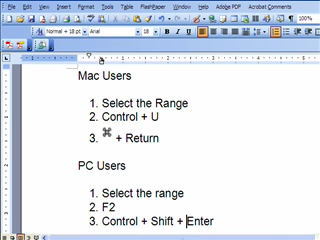 File Edit View Insert Format Tools Table FlashPaper Window Help Adobe PDF Acrobat Comments
100%
Normal + 18 pt Arial 18
Mac Users
1. Select the Range
2. Control + U
3. ⌘ + Return
PC Users
1. Select the range
2. F2
3. Control + Shift + Enter